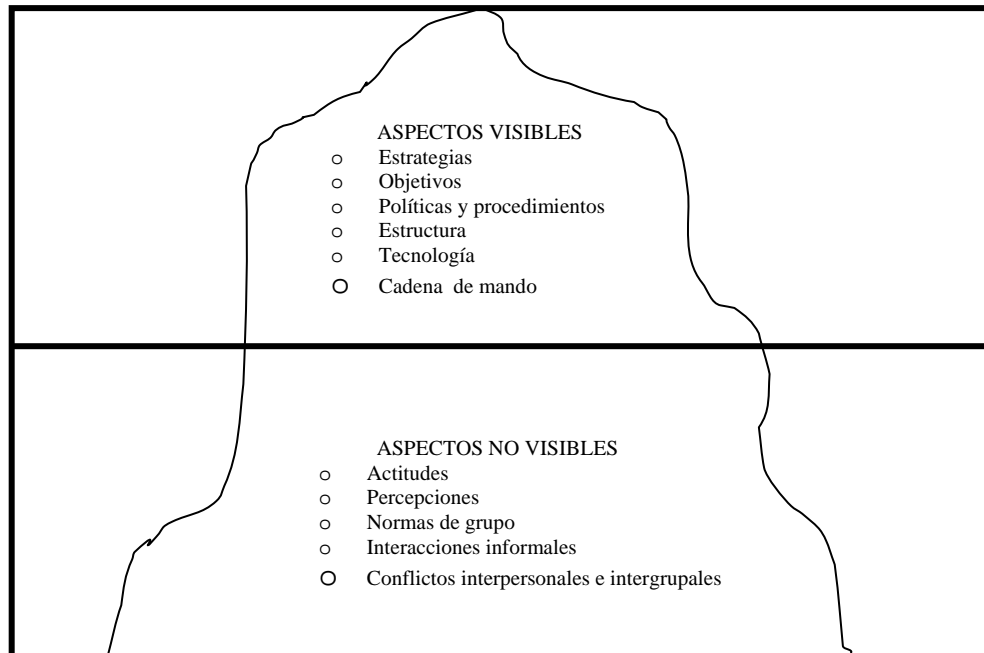 ASPECTOS VISIBLES
o Estrategias
o Objetivos
o Políticas y procedimientos
o Estructura
o Tecnología
o Cadena de mando
ASPECTOS NO VISIBLES
o Actitudes
o Percepciones
o Normas de grupo
o Interacciones informales
o Conflictos interpersonales e intergrupales